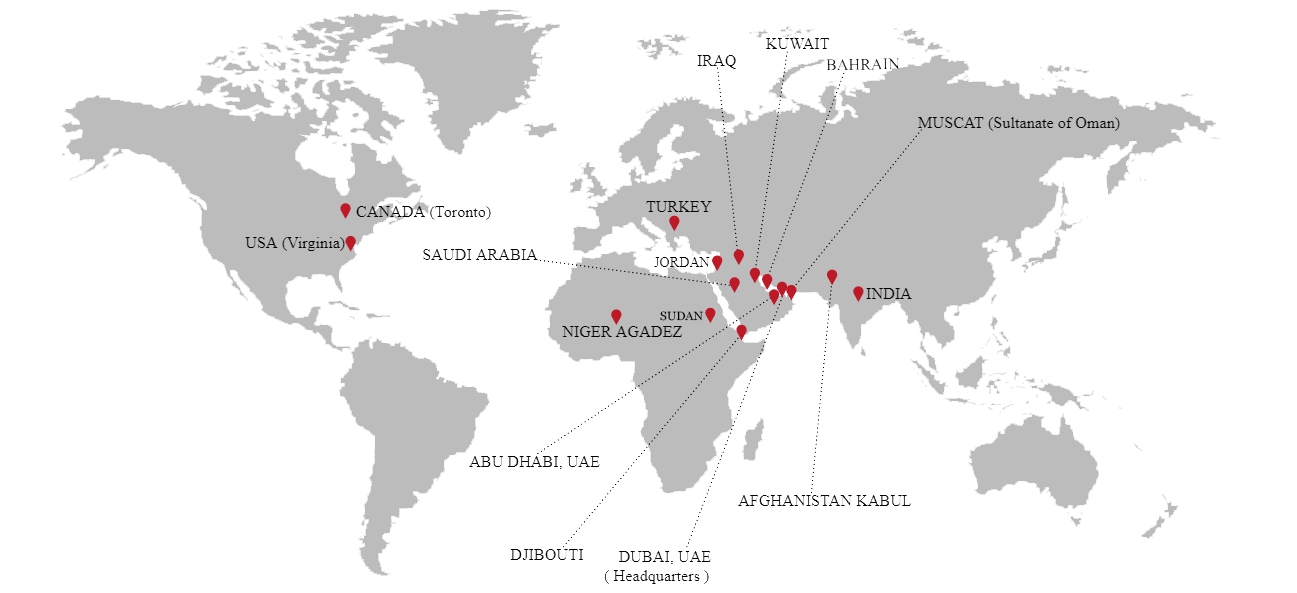 KUWAIT
IRAQ
BAHRAIN
MUSCAT (Sultanate of Oman)
TURKEY
CANADA (Toronto)
USA (Virginia)
SAUDI ARABIA
JORDAN
INDIA
SUDAN
NIGER AGADEZ
ABU DHABI, UAE
AFGHANISTAN KABUL
DJIBOUTI
DUBAI, UAE
( Headquarters )